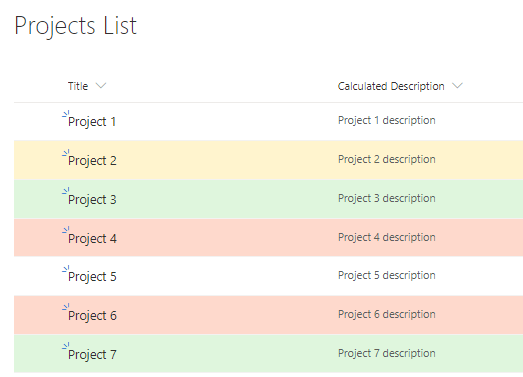 Projects List
Title Calculated Description
Project 1 Project 1 description
Project 2 Project 2 description
Project 3 Project 3 description
Project 4 Project 4 description
Project 5 Project 5 description
Project 6 Project 6 description
Project 7 Project 7 description